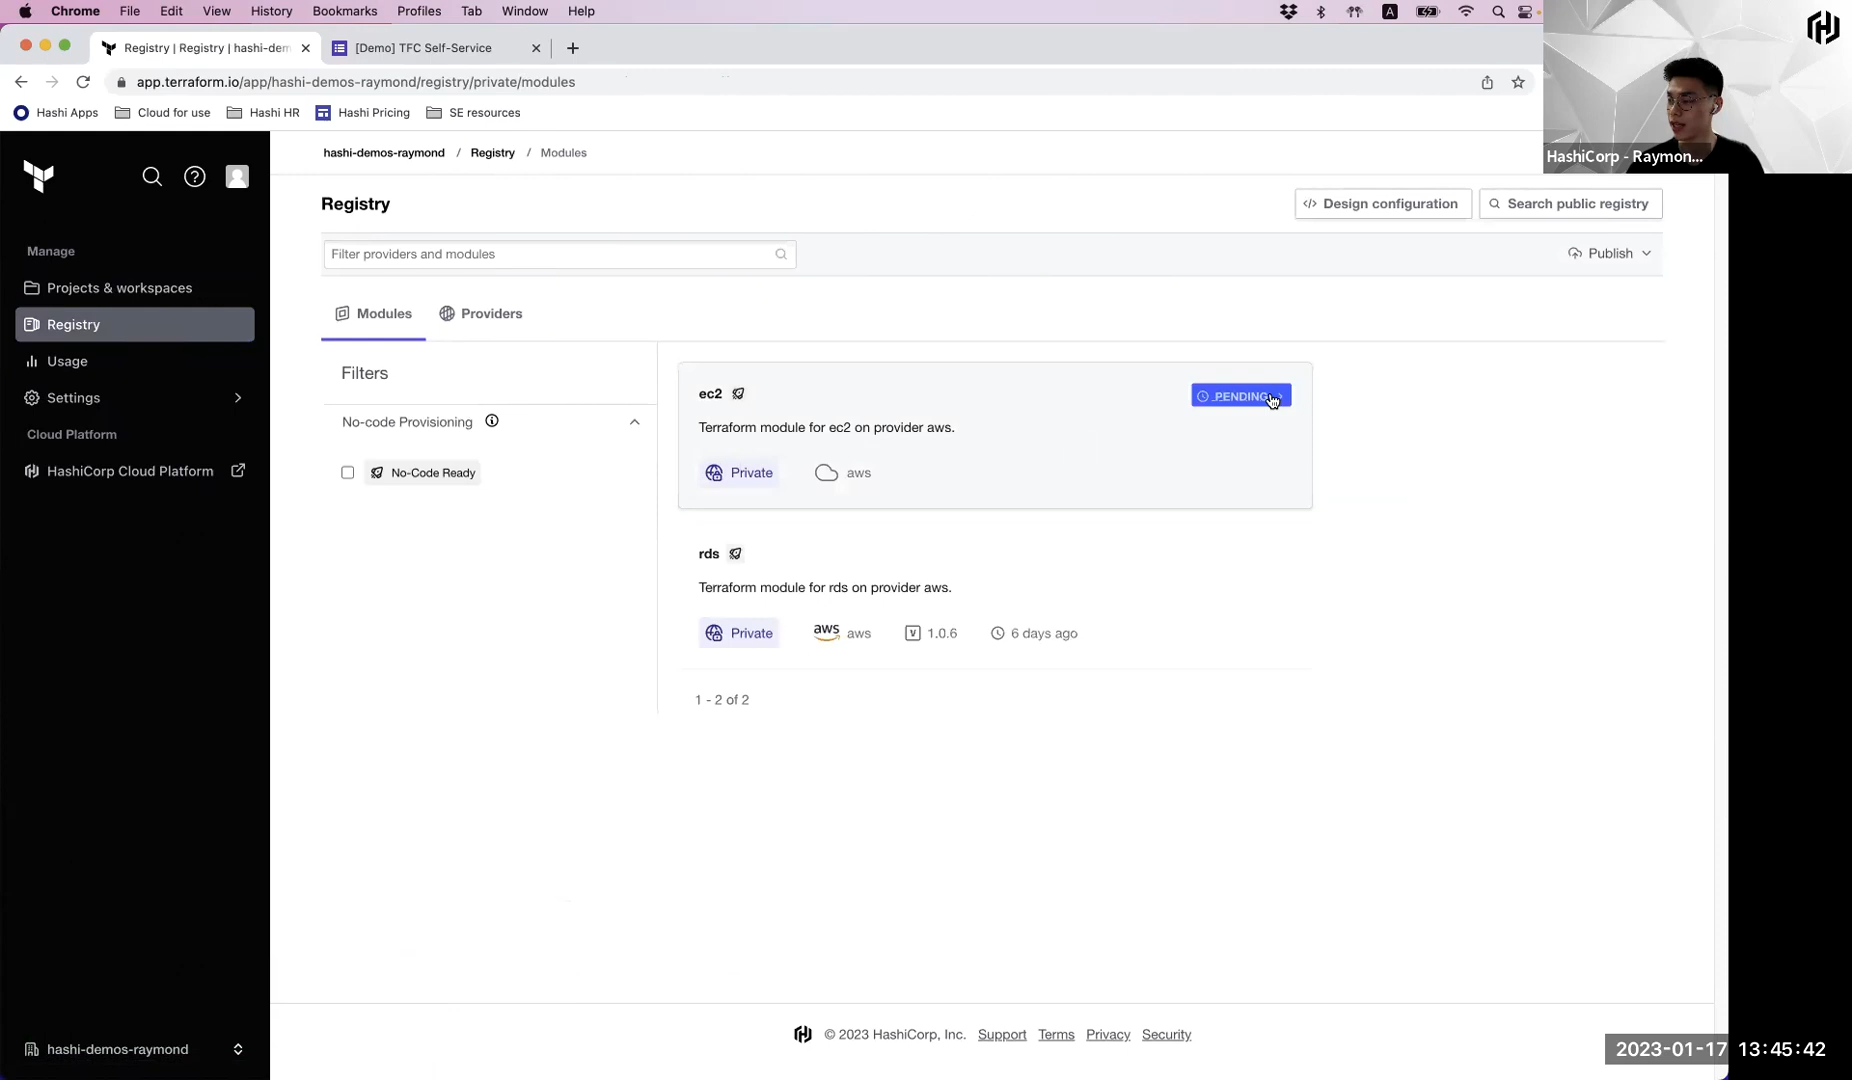 Chrome File Edit View History Bookmarks Profiles Tab Window Help
A
Registry | Registry | hashi-dem
[Demo] TFC Self-Service
app.terraform.io/app/hashi-demos-raymond/registry/private/modules
Hashi Apps Cloud for use Hashi HR Hashi Pricing SE resources
HashiCorp - Raymon...
hashi-demos-raymond / Registry / Modules
Registry
Design configuration
Search public registry
Filter providers and modules
Publish
Manage
Projects & workspaces
Registry
Usage
Settings
Cloud Platform
HashiCorp Cloud Platform
Modules
Providers
Filters
No-code Provisioning
No-Code Ready
ec2
PENDING
Terraform module for ec2 on provider aws.
Private aws
rds
Terraform module for rds on provider aws.
Private aws aws V 1.0.6 6 days ago
1 - 2 of 2
© 2023 HashiCorp, Inc. Support Terms Privacy Security
hashi-demos-raymond
2023-01-17 13:45:42